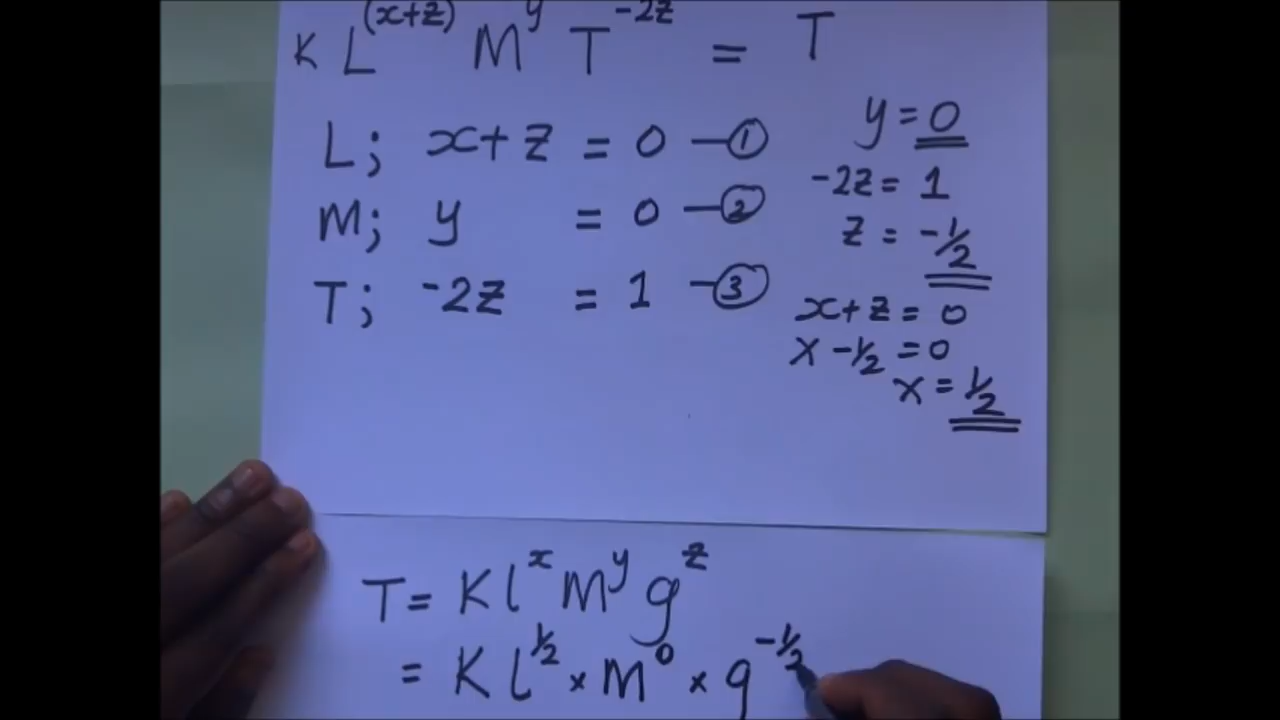 K L^(x+z) M^y T^-2z = T
L; x+z = 0 —①
M; y = 0 —②
T; -2z = 1 —③
y = 0
-2z = 1
z = -1/2
x+z = 0
x -1/2 = 0
x = 1/2
T = K l^x M^y g^z
= K l^1/2 × m^0 × g^-1/2